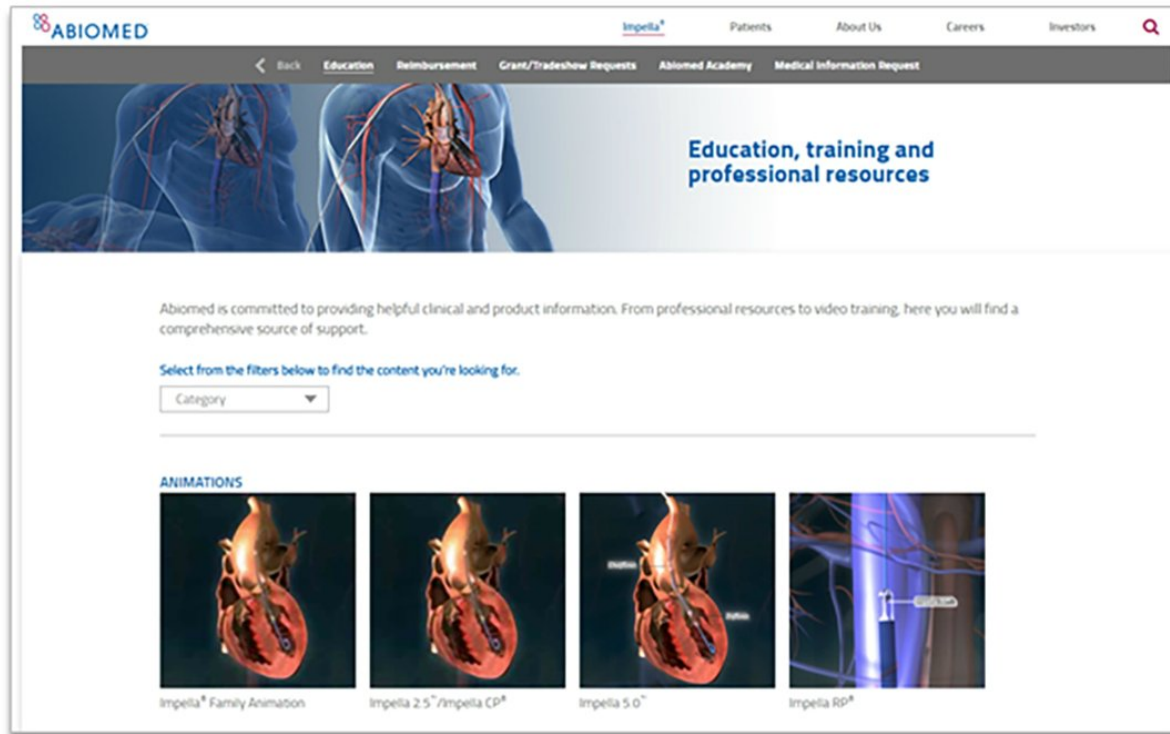 ABIOMED
Impella® Patients About Us Careers Investors
Back Education Reimbursement Grant/Tradeshow Requests Abiomed Academy Medical Information Request
Education, training and
professional resources
Abiomed is committed to providing helpful clinical and product information. From professional resources to video training, here you will find a
comprehensive source of support.
Select from the filters below to find the content you're looking for.
Category
ANIMATIONS
Impella® Family Animation
Impella 2.5™/Impella CP®
Impella 5.0™
Impella RP®